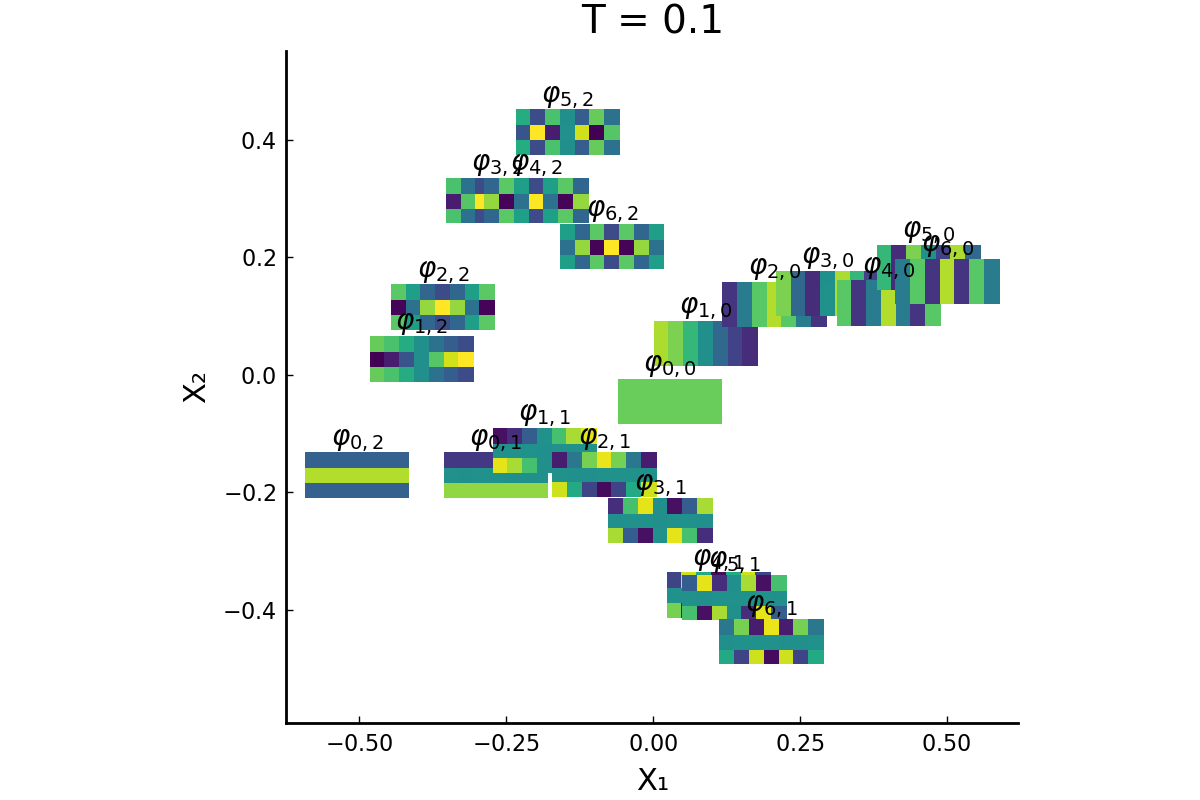 T = 0.1
φ5, 2
φ3, 2 φ4, 2
φ6, 2
φ5, 0
φ6, 0
φ3, 0
φ2, 0
φ4, 0
φ2, 2
φ1, 2
φ1, 0
φ0, 0
φ1, 1
φ0, 2
φ0, 1
φ2, 1
φ3, 1
φ4, 1
φ5, 1
φ6, 1
0.4
0.2
0.0
−0.2
−0.4
X₂
−0.50
−0.25
0.00
0.25
0.50
X₁